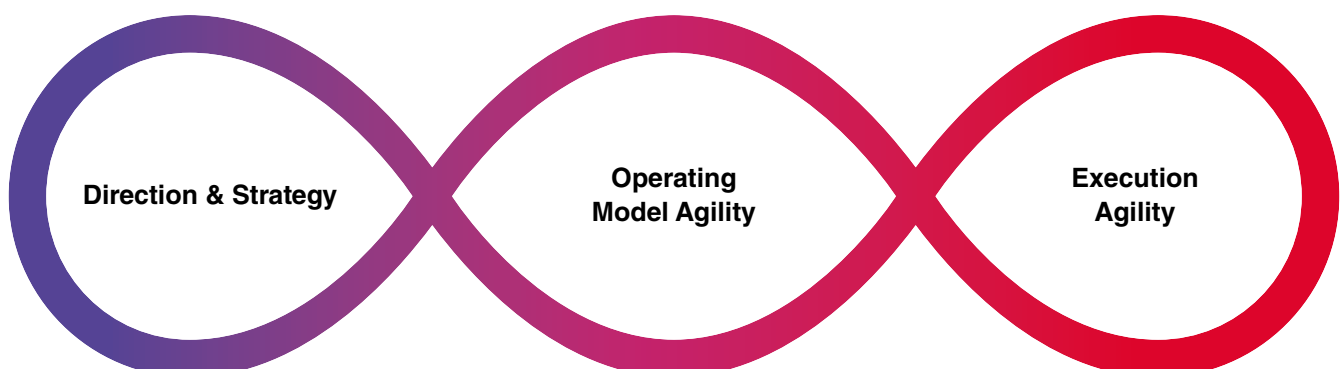 Direction & Strategy
Operating
Model Agility
Execution
Agility